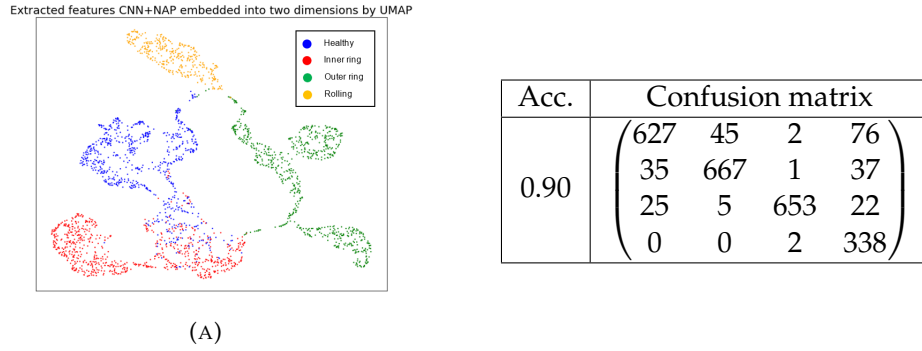 Extracted features CNN+NAP embedded into two dimensions by UMAP
Healthy
Inner ring
Outer ring
Rolling
(A)
Acc. Confusion matrix
0.90
627 45 2 76
35 667 1 37
25 5 653 22
0 0 2 338